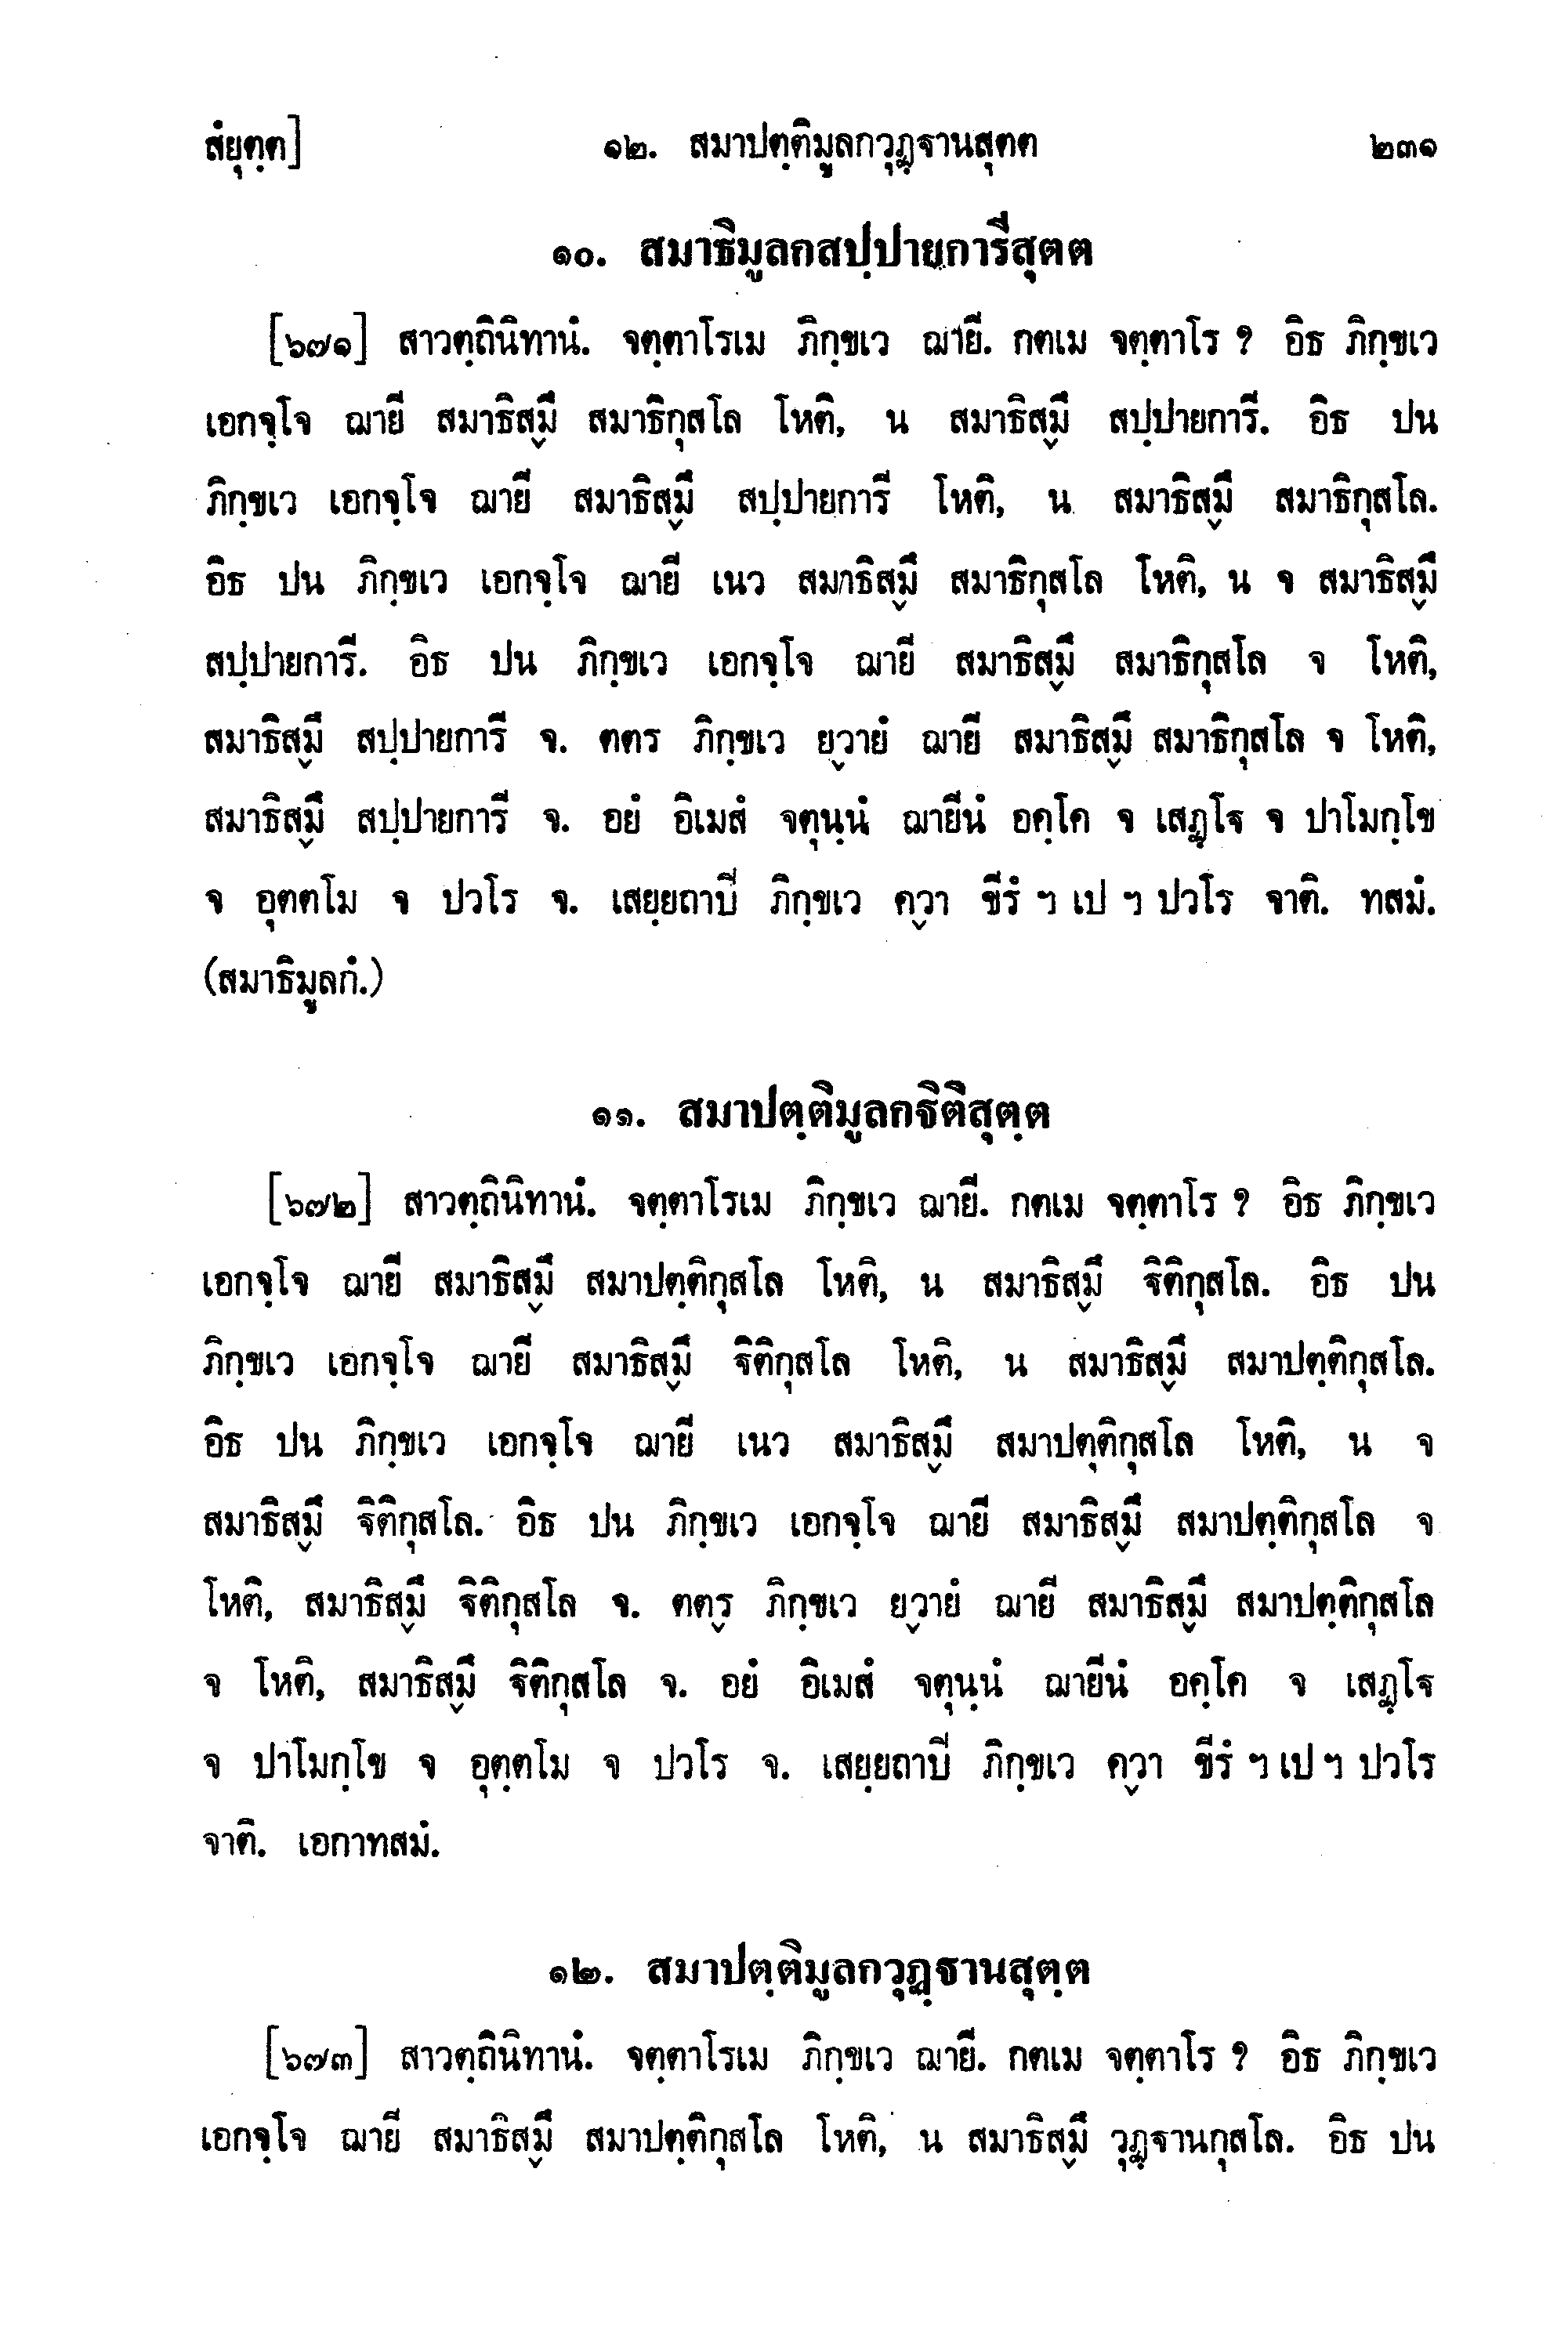 สํยุตฺต]
๑๒. สมาปตฺติมูลกวุฏฺฐานสุตต
๒๓๑
๑๐. สมาธิมูลกสปฺปายการีสุตต
[๖๗๑] สาวตฺถินิทานํ. จตฺตาโรเม ภิกฺขเว ฌายี. กตเม จตฺตาโร ? อิธ ภิกฺขเว
เอกจฺโจ ฌายี สมาธิสฺมึ สมาธิกุสโล โหติ, น สมาธิสฺมึ สปฺปายการี. อิธ ปน
ภิกฺขเว เอกจฺโจ ฌายี สมาธิสฺมึ สปฺปายการี โหติ, น สมาธิสฺมึ สมาธิกุสโล.
อิธ ปน ภิกฺขเว เอกจฺโจ ฌายี เนว สมาธิสฺมึ สมาธิกุสโล โหติ, น จ สมาธิสฺมึ
สปฺปายการี. อิธ ปน ภิกฺขเว เอกจฺโจ ฌายี สมาธิสฺมึ สมาธิกุสโล จ โหติ,
สมาธิสฺมึ สปฺปายการี จ. ตตร ภิกฺขเว ยฺวายํ ฌายี สมาธิสฺมึ สมาธิกุสโล จ โหติ,
สมาธิสฺมึ สปฺปายการี จ. อยํ อิเมสํ จตุนฺนํ ฌายีนํ อคฺโค จ เสฏฺโฐ จ ปาโมกฺโข
จ อุตตโม จ ปวโร จ. เสยฺยถาปี ภิกฺขเว ควฺา ขีรํ ฯ เป ฯ ปวโร จาติ. ทสมํ.
(สมาธิมูลกํ.)
๑๑. สมาปตฺติมูลกฐิติสุตฺต
[๖๗๒] สาวตฺถินิทานํ. จตฺตาโรเม ภิกฺขเว ฌายี. กตเม จตฺตาโร ? อิธ ภิกฺขเว
เอกจฺโจ ฌายี สมาธิสฺมึ สมาปตฺติกุสโล โหติ, น สมาธิสฺมึ ฐิติกุสโล. อิธ ปน
ภิกฺขเว เอกจฺโจ ฌายี สมาธิสฺมึ ฐิติกุสโล โหติ, น สมาธิสฺมึ สมาปตฺติกุสโล.
อิธ ปน ภิกฺขเว เอกจฺโจ ฌายี เนว สมาธิสฺมึ สมาปตุติกุสโล โหติ, น จ
สมาธิสฺมึ ฐิติกุสโล. อิธ ปน ภิกฺขเว เอกจฺโจ ฌายี สมาธิสฺมึ สมาปตฺติกุสโล จ
โหติ, สมาธิสฺมึ ฐิติกุสโล จ. ตตรฺ ภิกฺขเว ยฺวายํ ฌายี สมาธิสฺมึ สมาปตฺติกุสโล
จ โหติ, สมาธิสฺมึ ฐิติกุสโล จ. อยํ อิเมสํ จตุนฺนํ ฌายีนํ อคฺโค จ เสฏฺโฐ
จ ปาโมกฺโข จ อุตฺตโม จ ปวโร จ. เสยฺยถาปี ภิกฺขเว ควฺา ขีรํ ฯ เป ฯ ปวโร
จาติ. เอกาทสมํ.
๑๒. สมาปตฺติมูลกวุฏฺฐานสุตฺต
[๖๗๓] สาวตฺถินิทานํ. จตฺตาโรเม ภิกฺขเว ฌายี. กตเม จตฺตาโร ? อิธ ภิกฺขเว
เอกจฺโจ ฌายี สมาธิสฺมึ สมาปตฺติกุสโล โหติ, น สมาธิสฺมึ วุฏฺฐานกุสโล. อิธ ปน